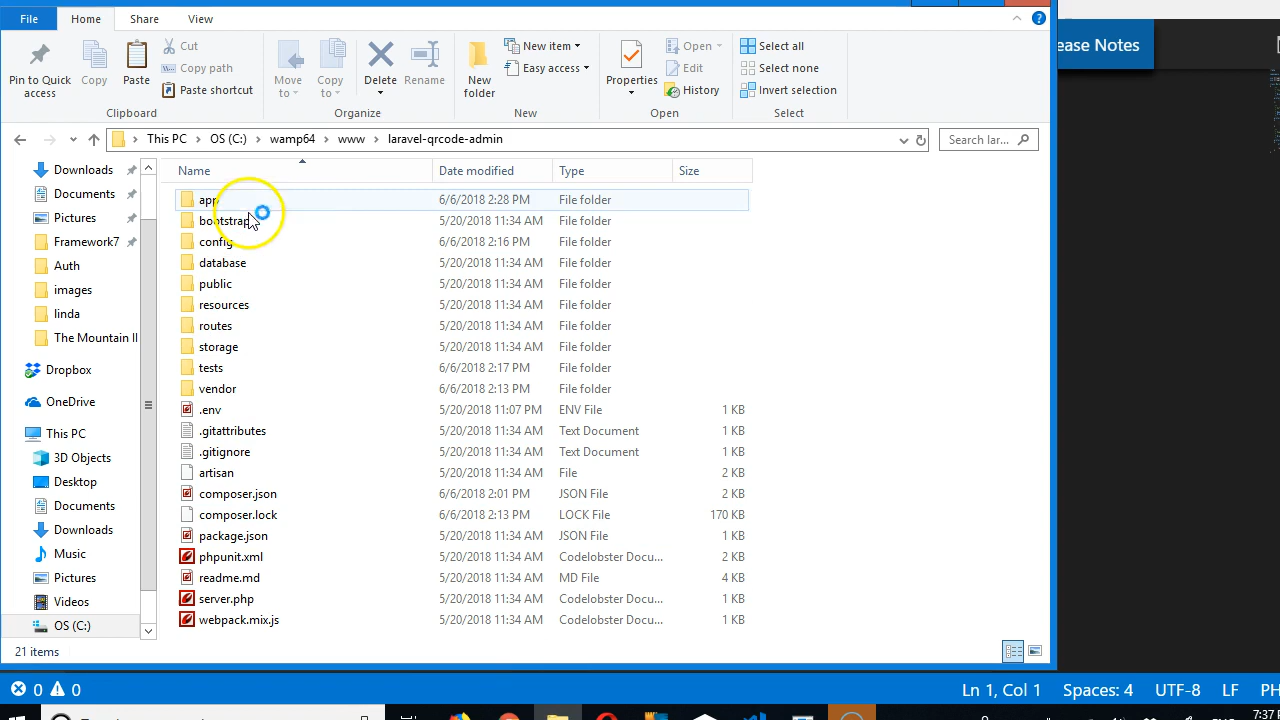 File Home Share View
Pin to Quick access
Copy
Paste
Cut
Copy path
Paste shortcut
Clipboard
Move to
Copy to
Delete
Rename
Organize
New folder
New item
Easy access
New
Properties
Open
Edit
History
Open
Select all
Select none
Invert selection
Select
ease Notes
This PC > OS (C:) > wamp64 > www > laravel-qrcode-admin
Search lar...
Downloads
Documents
Pictures
Framework7
Auth
images
linda
The Mountain II
Dropbox
OneDrive
This PC
3D Objects
Desktop
Documents
Downloads
Music
Pictures
Videos
OS (C:)
Name Date modified Type Size
app 6/6/2018 2:28 PM File folder
bootstrap 5/20/2018 11:34 AM File folder
config 6/6/2018 2:16 PM File folder
database 5/20/2018 11:34 AM File folder
public 5/20/2018 11:34 AM File folder
resources 5/20/2018 11:34 AM File folder
routes 5/20/2018 11:34 AM File folder
storage 5/20/2018 11:34 AM File folder
tests 6/6/2018 2:17 PM File folder
vendor 6/6/2018 2:13 PM File folder
.env 5/20/2018 11:07 PM ENV File 1 KB
.gitattributes 5/20/2018 11:34 AM Text Document 1 KB
.gitignore 5/20/2018 11:34 AM Text Document 1 KB
artisan 5/20/2018 11:34 AM File 2 KB
composer.json 6/6/2018 2:01 PM JSON File 2 KB
composer.lock 6/6/2018 2:13 PM LOCK File 170 KB
package.json 5/20/2018 11:34 AM JSON File 1 KB
phpunit.xml 5/20/2018 11:34 AM Codelobster Docu... 2 KB
readme.md 5/20/2018 11:34 AM MD File 4 KB
server.php 5/20/2018 11:34 AM Codelobster Docu... 1 KB
webpack.mix.js 5/20/2018 11:34 AM Codelobster Docu... 1 KB
21 items
0 0 Ln 1, Col 1 Spaces: 4 UTF-8 LF PH
7:37